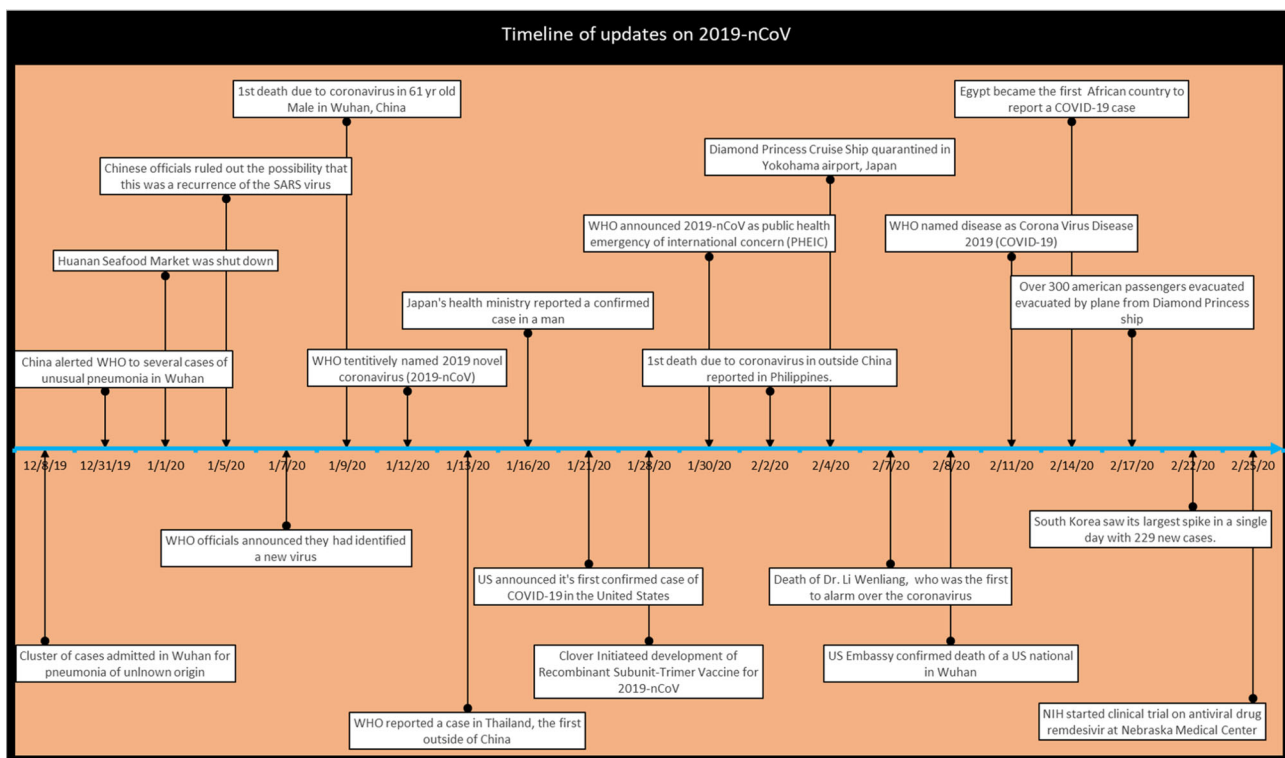 Timeline of updates on 2019-nCoV
1st death due to coronavirus in 61 yr old
Male in Wuhan, China
Egypt became the first African country to
report a COVID-19 case
Chinese officials ruled out the possibility that
this was a recurrence of the SARS virus
Diamond Princess Cruise Ship quarantined in
Yokohama airport, Japan
Huanan Seafood Market was shut down
WHO announced 2019-nCoV as public health
emergency of international concern (PHEIC)
WHO named disease as Corona Virus Disease
2019 (COVID-19)
Japan's health ministry reported a confirmed
case in a man
Over 300 american passengers evacuated
evacuated by plane from Diamond Princess
ship
China alerted WHO to several cases of
unusual pneumonia in Wuhan
WHO tentitively named 2019 novel
coronavirus (2019-nCoV)
1st death due to coronavirus in outside China
reported in Philippines.
12/8/19 12/31/19 1/1/20 1/5/20 1/7/20 1/9/20 1/12/20 1/13/20 1/16/20 1/21/20 1/28/20 1/30/20 2/2/20 2/4/20 2/7/20 2/8/20 2/11/20 2/14/20 2/17/20 2/22/20 2/25/20
WHO officials announced they had identified
a new virus
South Korea saw its largest spike in a single
day with 229 new cases.
US announced it's first confirmed case of
COVID-19 in the United States
Death of Dr. Li Wenliang, who was the first
to alarm over the coronavirus
Cluster of cases admitted in Wuhan for
pneumonia of unlnown origin
Clover Initiateed development of
Recombinant Subunit-Trimer Vaccine for
2019-nCoV
US Embassy confirmed death of a US national
in Wuhan
WHO reported a case in Thailand, the first
outside of China
NIH started clinical trial on antiviral drug
remdesivir at Nebraska Medical Center